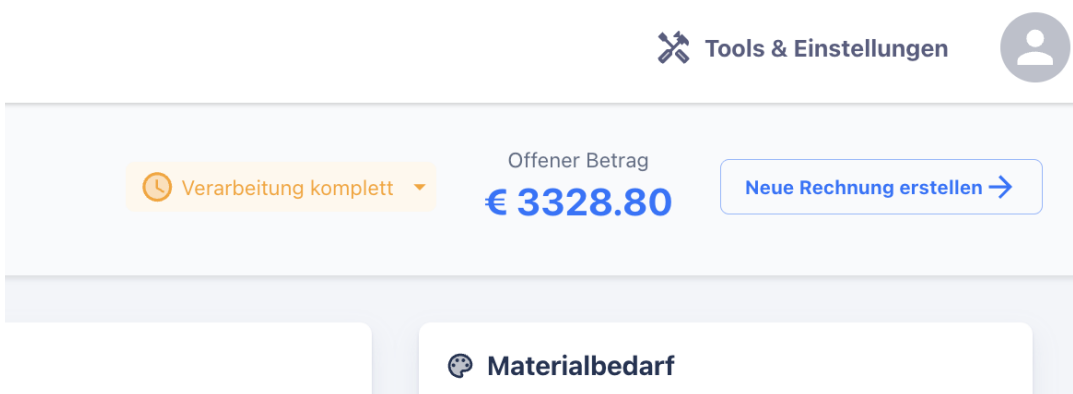 Tools & Einstellungen
Verarbeitung komplett
Offener Betrag
€ 3328.80
Neue Rechnung erstellen
Materialbedarf